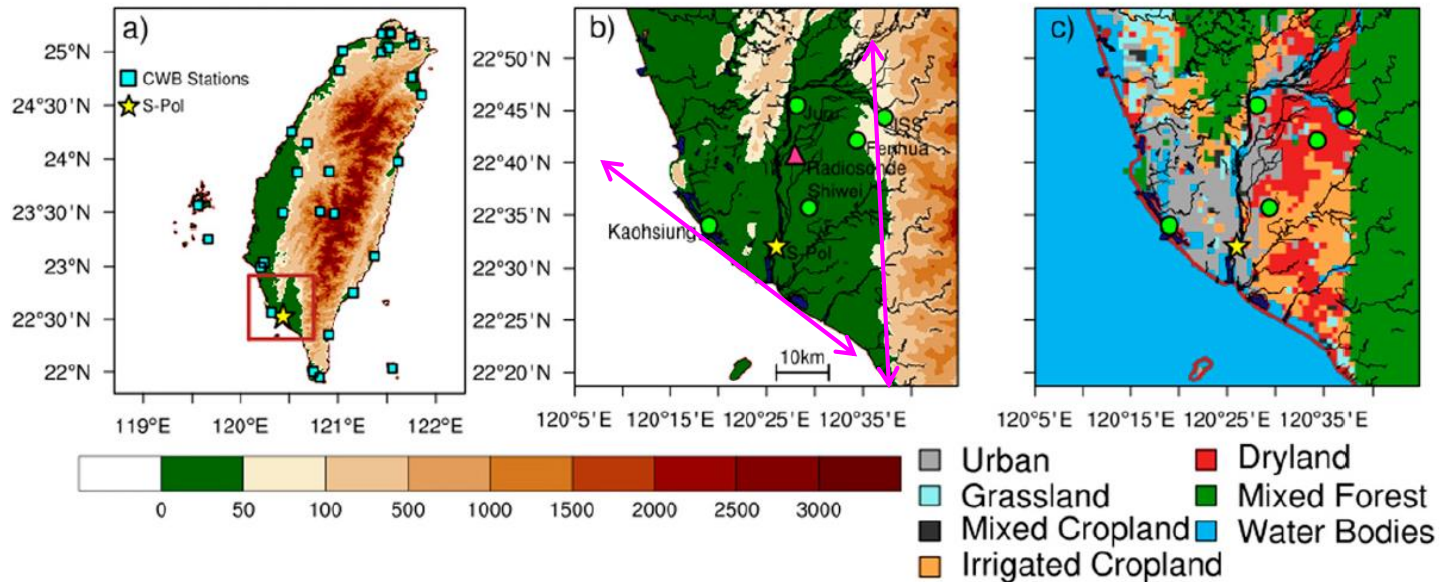 a)
25°N
24°30'N
24°N
23°30'N
23°N
22°30'N
22°N
CWB Stations
S-Pol
119°E 120°E 121°E 122°E
b)
22°50'N
22°45'N
22°40'N
22°35'N
22°30'N
22°25'N
22°20'N
ISS
Fenhua
Radiosonde
Shiwei
Kaohsiung
S-Pol
10km
120°5'E 120°15'E 120°25'E 120°35'E
c)
120°5'E 120°15'E 120°25'E 120°35'E
0 50 100 500 1000 1500 2000 2500 3000
Urban
Grassland
Mixed Cropland
Irrigated Cropland
Dryland
Mixed Forest
Water Bodies